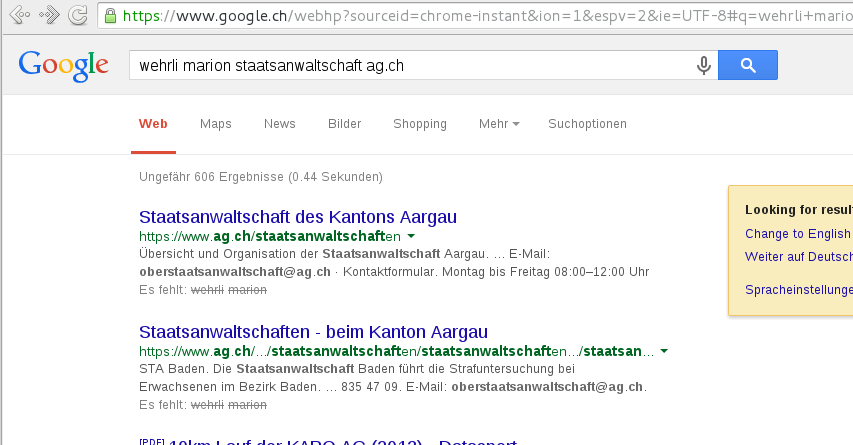 https://www.google.ch/webhp?sourceid=chrome-instant&ion=1&espv=2&ie=UTF-8#q=wehrli+mario
Google
wehrli marion staatsanwaltschaft ag.ch
Web Maps News Bilder Shopping Mehr Suchoptionen
Ungefähr 606 Ergebnisse (0.44 Sekunden)
Staatsanwaltschaft des Kantons Aargau
https://www.ag.ch/staatsanwaltschaften
Übersicht und Organisation der Staatsanwaltschaft Aargau. ... E-Mail:
oberstaatsanwaltschaft@ag.ch · Kontaktformular. Montag bis Freitag 08:00–12:00 Uhr
Es fehlt: wehrli marion
Staatsanwaltschaften - beim Kanton Aargau
https://www.ag.ch/.../staatsanwaltschaften/staatsanwaltschaften.../staatsan...
STA Baden. Die Staatsanwaltschaft Baden führt die Strafuntersuchung bei
Erwachsenen im Bezirk Baden. ... 835 47 09. E-Mail: oberstaatsanwaltschaft@ag.ch.
Es fehlt: wehrli marion
[PDF] 10km Lauf der KAPO AG (2013) - Datasport
Looking for resul
Change to English
Weiter auf Deutsch
Spracheinstellunge